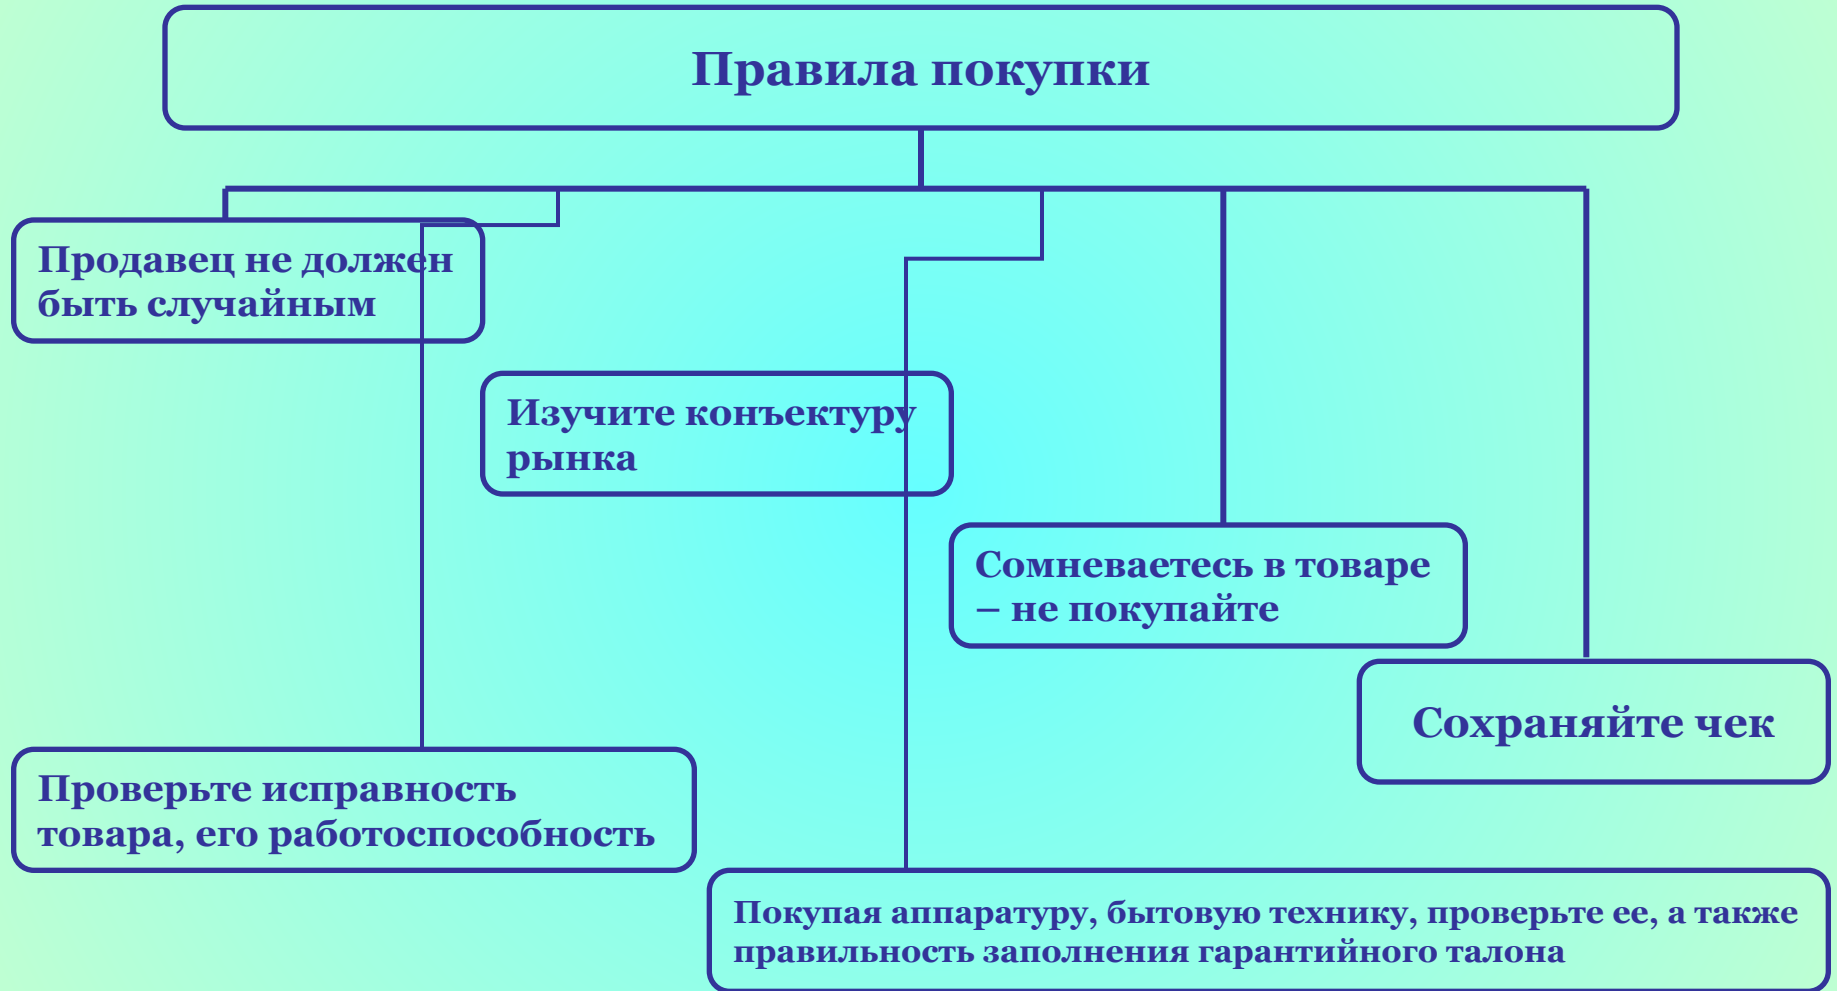 Правила покупки
Продавец не должен
быть случайным
Изучите конъектуру
рынка
Сомневаетесь в товаре
– не покупайте
Сохраняйте чек
Проверьте исправность
товара, его работоспособность
Покупая аппаратуру, бытовую технику, проверьте ее, а также
правильность заполнения гарантийного талона